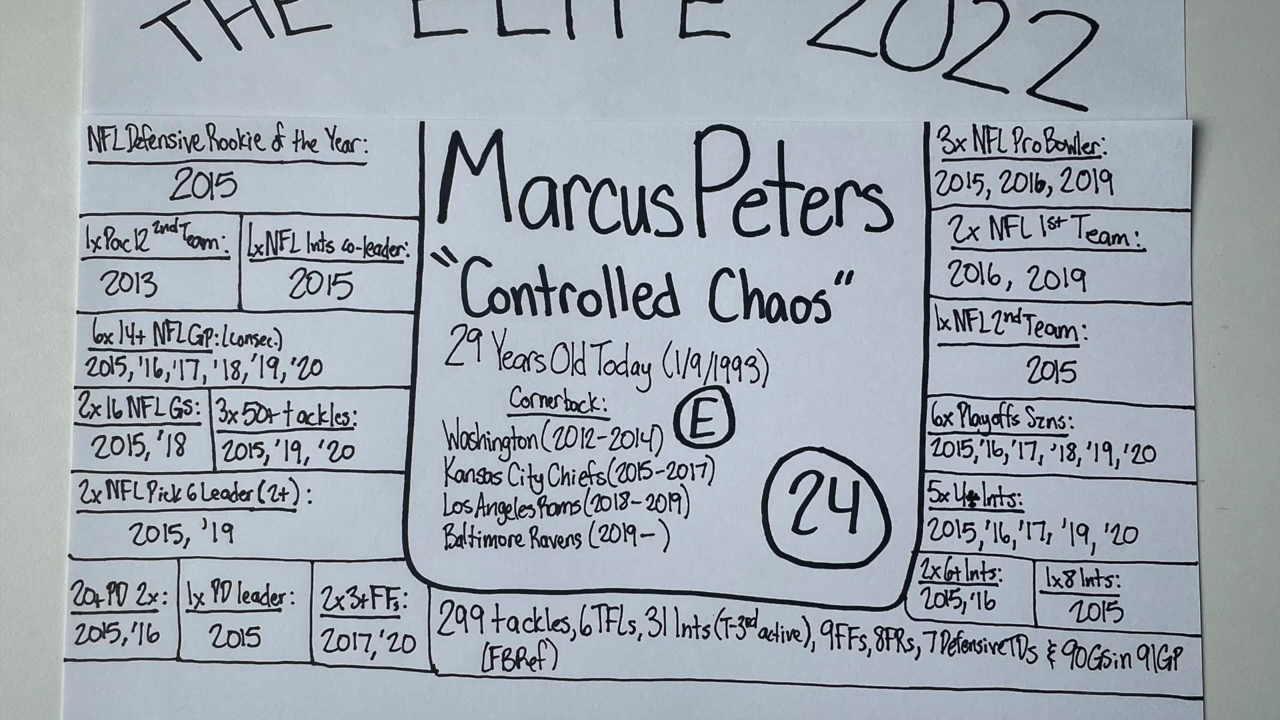 THE ELITE 2022
NFL Defensive Rookie of the Year:
2015
1x Pac12 2nd Team:
2013
1x NFL Ints co-leader:
2015
6x 14+ NFL GP: (consec.)
2015, '16, '17, '18, '19, '20
2x 16 NFL GS:
2015, '18
3x 50+ tackles:
2015, '19, '20
2x NFL Pick 6 Leader (2+):
2015, '19
20+ PD 2x:
2015, '16
1x PD leader:
2015
2x 3+ FFs:
2017, '20
Marcus Peters
"Controlled Chaos"
29 Years Old Today (1/9/1993)
Cornerback:
E
Washington (2012-2014)
Kansas City Chiefs (2015-2017)
Los Angeles Rams (2018-2019)
Baltimore Ravens (2019-)
24
3x NFL Pro Bowler:
2015, 2016, 2019
2x NFL 1st Team:
2016, 2019
1x NFL 2nd Team:
2015
6x Playoffs Szns:
2015, '16, '17, '18, '19, '20
5x 4+ Ints:
2015, '16, '17, '19, '20
2x 6+ Ints:
2015, '16
1x 8 Ints:
2015
299 tackles, 6 TFLs, 31 Ints (T-3rd active), 9 FFs, 8 FRs, 7 Defensive TDs & 90 GS in 91 GP
(FBRef)